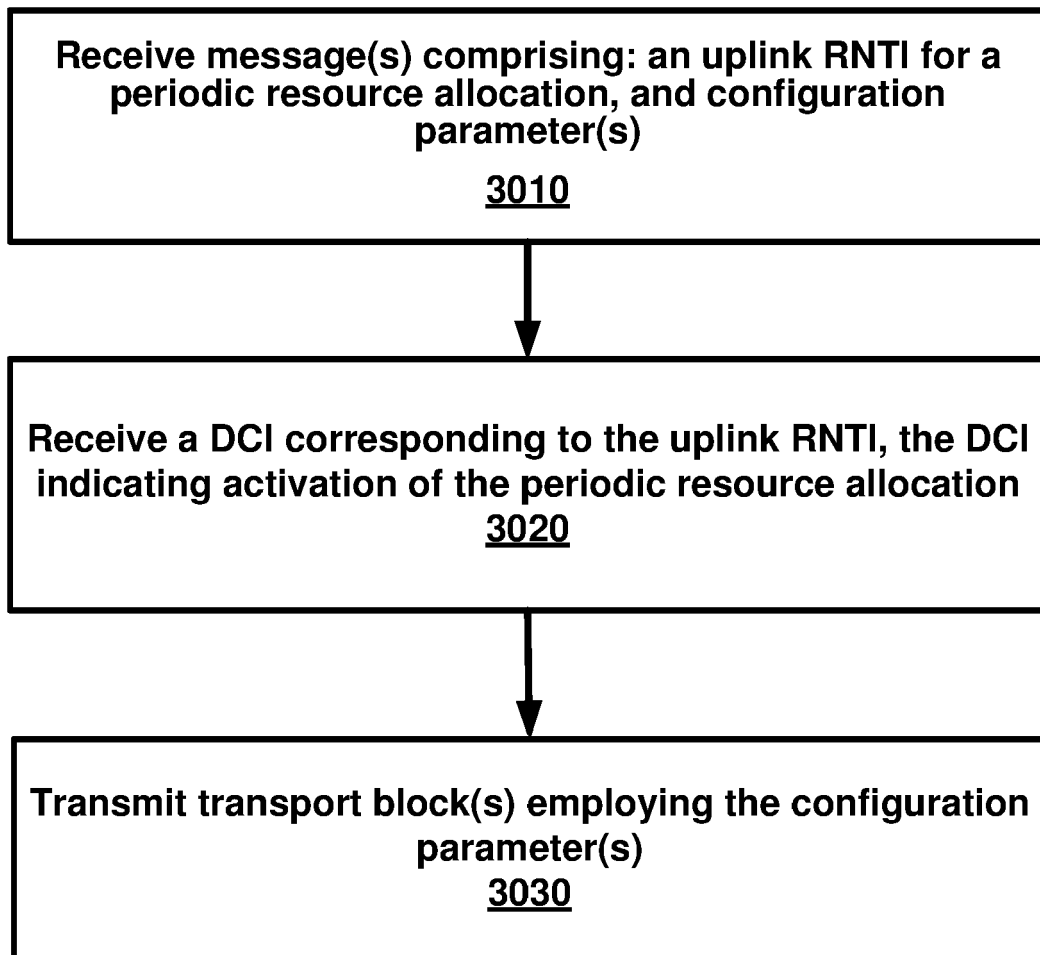 Receive message(s) comprising: an uplink RNTI for a
periodic resource allocation, and configuration
parameter(s)
3010
Receive a DCI corresponding to the uplink RNTI, the DCI
indicating activation of the periodic resource allocation
3020
Transmit transport block(s) employing the configuration
parameter(s)
3030